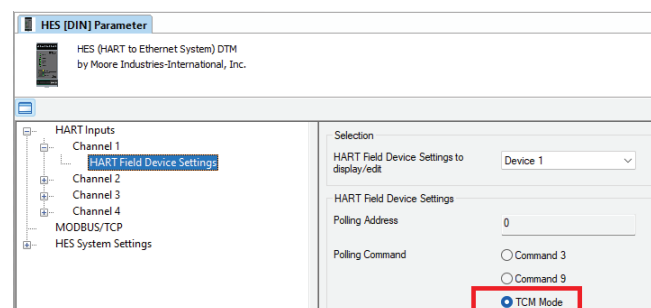 HES [DIN] Parameter
HES (HART to Ethernet System) DTM
by Moore Industries-International, Inc.
HART Inputs
Channel 1
HART Field Device Settings
Channel 2
Channel 3
Channel 4
MODBUS/TCP
HES System Settings
Selection
HART Field Device Settings to
display/edit
Device 1
HART Field Device Settings
Polling Address
0
Polling Command
Command 3
Command 9
TCM Mode